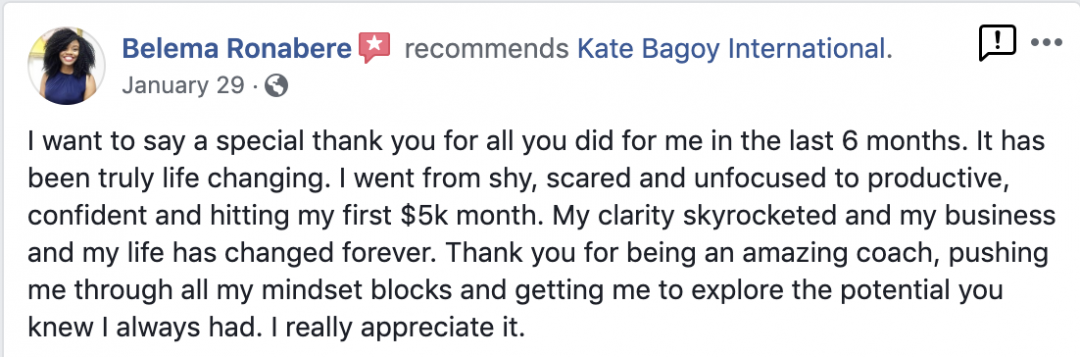 Belema Ronabere recommends Kate Bagoy International.
January 29 ·
I want to say a special thank you for all you did for me in the last 6 months. It has
been truly life changing. I went from shy, scared and unfocused to productive,
confident and hitting my first $5k month. My clarity skyrocketed and my business
and my life has changed forever. Thank you for being an amazing coach, pushing
me through all my mindset blocks and getting me to explore the potential you
knew I always had. I really appreciate it.